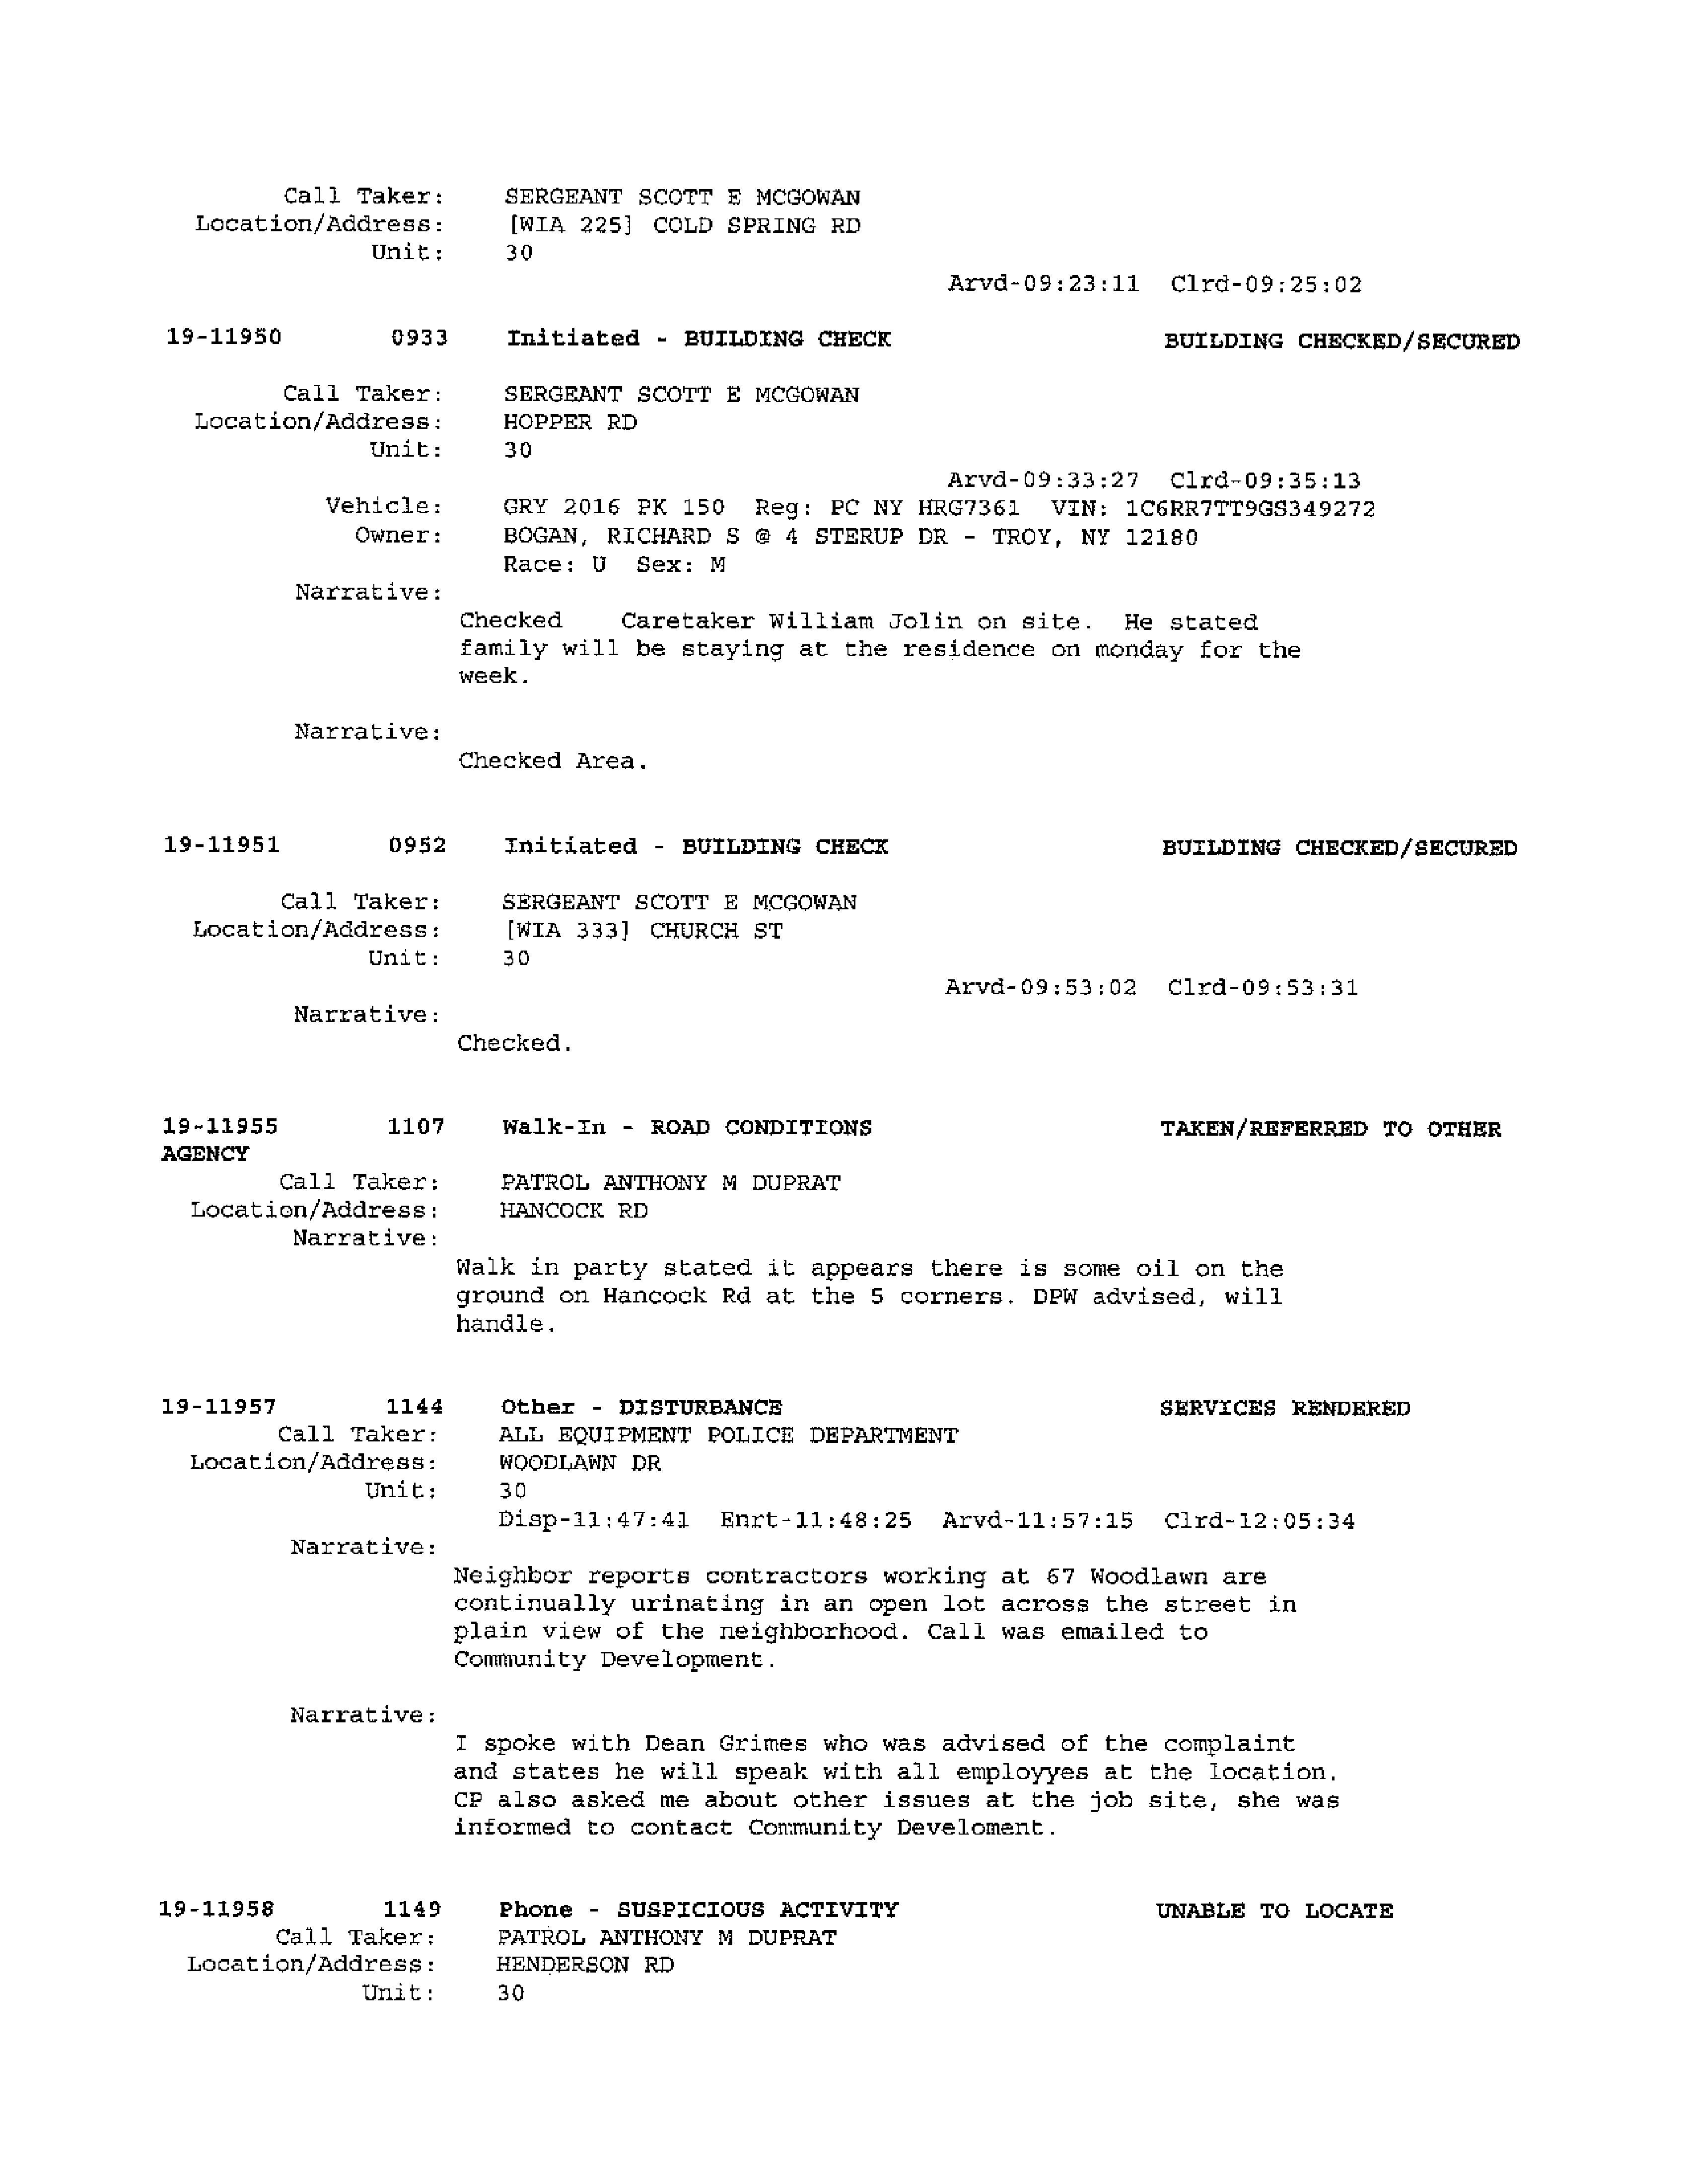 Call Taker: SERGEANT SCOTT E MCGOWAN
Location/Address: [WIA 225] COLD SPRING RD
Unit: 30
Arvd-09:23:11 Clrd-09:25:02
19-11950 0933 Initiated - BUILDING CHECK BUILDING CHECKED/SECURED
Call Taker: SERGEANT SCOTT E MCGOWAN
Location/Address: HOPPER RD
Unit: 30
Arvd-09:33:27 Clrd-09:35:13
Vehicle: GRY 2016 PK 150 Reg: PC NY HRG7361 VIN: 1C6RR7TT9GS349272
Owner: BOGAN, RICHARD S @ 4 STERUP DR - TROY, NY 12180
Race: U Sex: M
Narrative:
Checked Caretaker William Jolin on site. He stated
family will be staying at the residence on monday for the
week.
Narrative:
Checked Area.
19-11951 0952 Initiated - BUILDING CHECK BUILDING CHECKED/SECURED
Call Taker: SERGEANT SCOTT E MCGOWAN
Location/Address: [WIA 333] CHURCH ST
Unit: 30
Arvd-09:53:02 Clrd-09:53:31
Narrative:
Checked.
19-11955 1107 Walk-In - ROAD CONDITIONS TAKEN/REFERRED TO OTHER
AGENCY
Call Taker: PATROL ANTHONY M DUPRAT
Location/Address: HANCOCK RD
Narrative:
Walk in party stated it appears there is some oil on the
ground on Hancock Rd at the 5 corners. DPW advised, will
handle.
19-11957 1144 Other - DISTURBANCE SERVICES RENDERED
Call Taker: ALL EQUIPMENT POLICE DEPARTMENT
Location/Address: WOODLAWN DR
Unit: 30
Disp-11:47:41 Enrt-11:48:25 Arvd-11:57:15 Clrd-12:05:34
Narrative:
Neighbor reports contractors working at 67 Woodlawn are
continually urinating in an open lot across the street in
plain view of the neighborhood. Call was emailed to
Community Development.
Narrative:
I spoke with Dean Grimes who was advised of the complaint
and states he will speak with all employyes at the location.
CP also asked me about other issues at the job site, she was
informed to contact Community Develoment.
19-11958 1149 Phone - SUSPICIOUS ACTIVITY UNABLE TO LOCATE
Call Taker: PATROL ANTHONY M DUPRAT
Location/Address: HENDERSON RD
Unit: 30